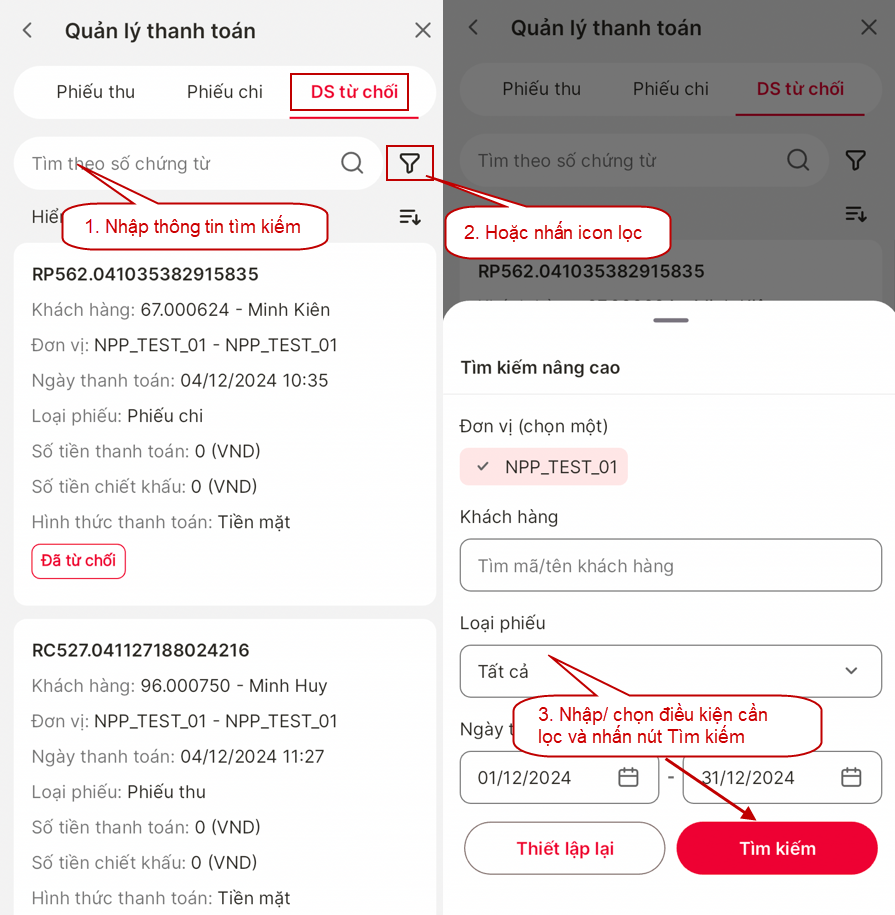 Quản lý thanh toán
Phiếu thu
Phiếu chi
DS từ chối
Tìm theo số chứng từ
1. Nhập thông tin tìm kiếm
RP562.041035382915835
Khách hàng: 67.000624 - Minh Kiên
Đơn vị: NPP_TEST_01 - NPP_TEST_01
Ngày thanh toán: 04/12/2024 10:35
Loại phiếu: Phiếu chi
Số tiền thanh toán: 0 (VND)
Số tiền chiết khấu: 0 (VND)
Hình thức thanh toán: Tiền mặt
Đã từ chối
RC527.041127188024216
Khách hàng: 96.000750 - Minh Huy
Đơn vị: NPP_TEST_01 - NPP_TEST_01
Ngày thanh toán: 04/12/2024 11:27
Loại phiếu: Phiếu thu
Số tiền thanh toán: 0 (VND)
Số tiền chiết khấu: 0 (VND)
Hình thức thanh toán: Tiền mặt
Quản lý thanh toán
Phiếu thu
Phiếu chi
DS từ chối
Tìm theo số chứng từ
2. Hoặc nhấn icon lọc
RP562.041035382915835
Tìm kiếm nâng cao
Đơn vị (chọn một)
NPP_TEST_01
Khách hàng
Tìm mã/tên khách hàng
Loại phiếu
Tất cả
3. Nhập/ chọn điều kiện cần
lọc và nhấn nút Tìm kiếm
Ngày
01/12/2024
-
31/12/2024
Thiết lập lại
Tìm kiếm